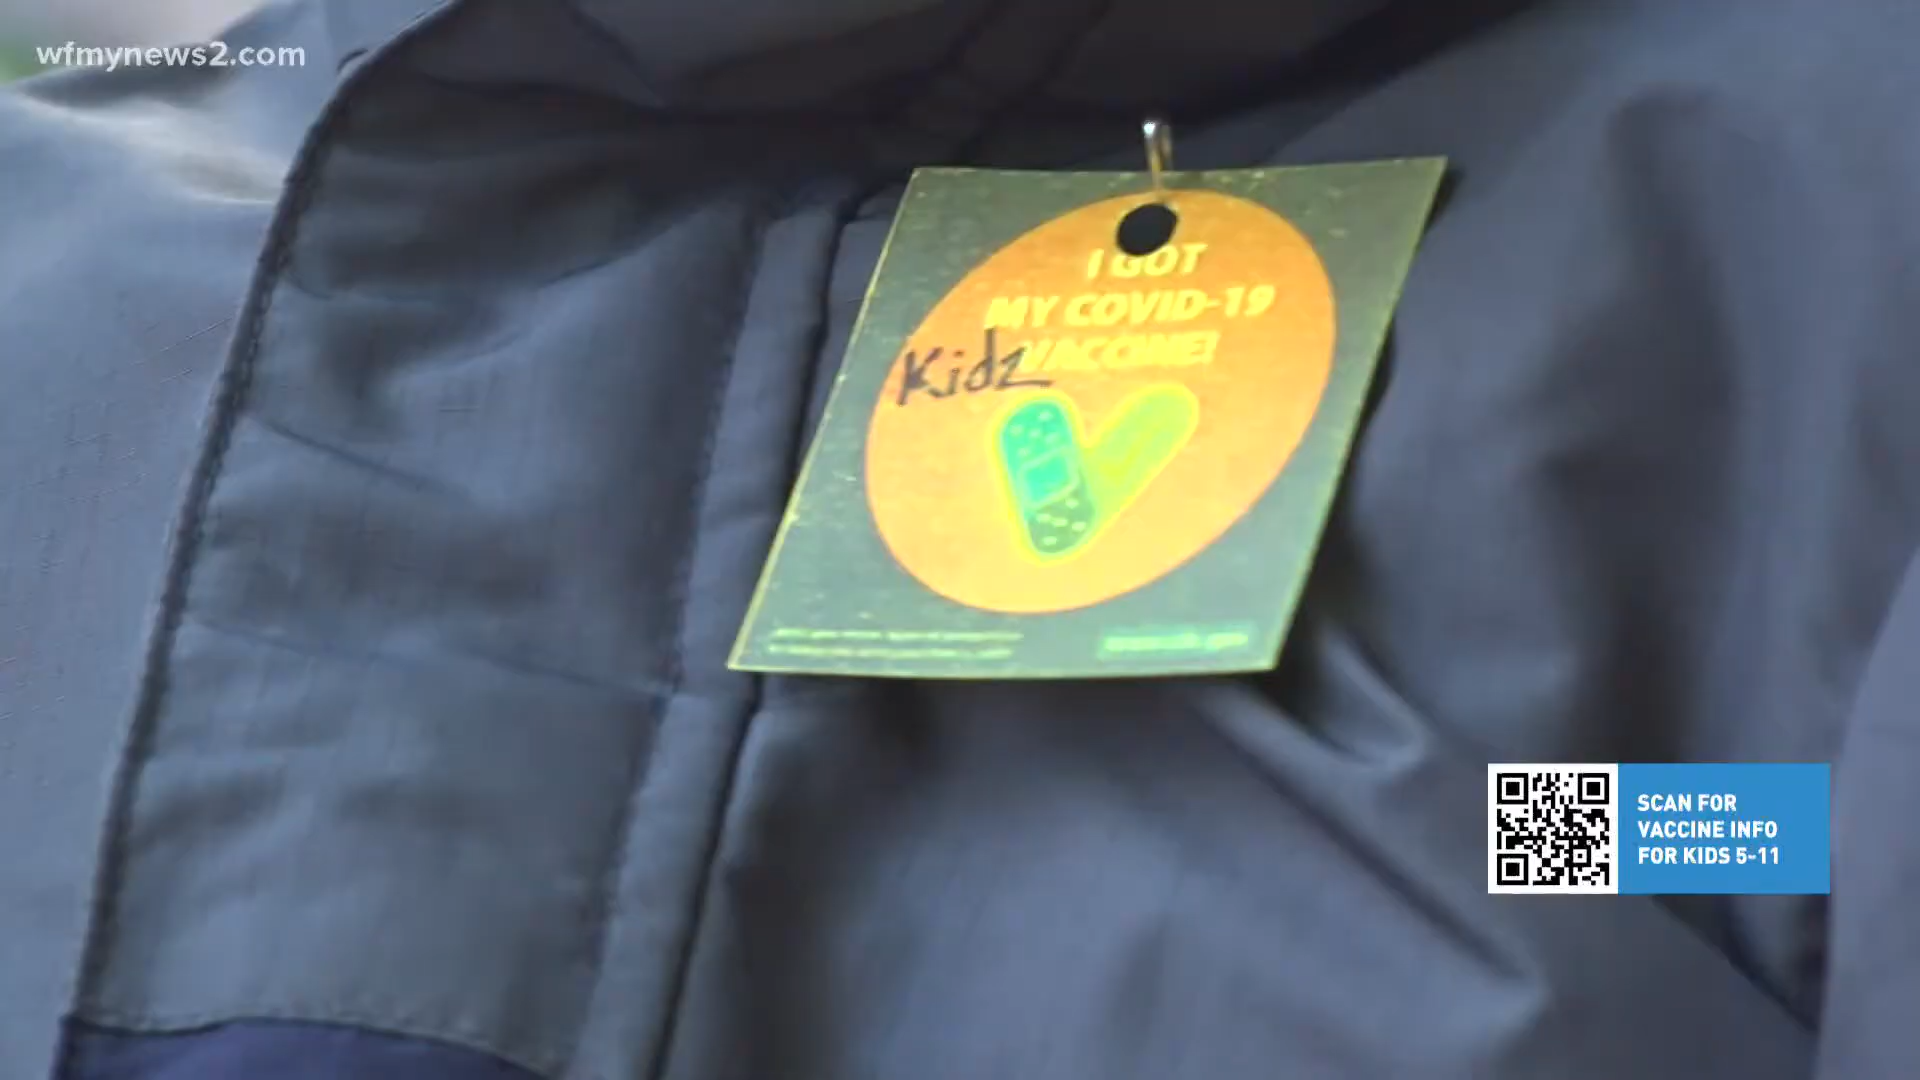 wfmynews2.com
I GOT
MY COVID-19
Kidz VACCINE!
SCAN FOR
VACCINE INFO
FOR KIDS 5-11